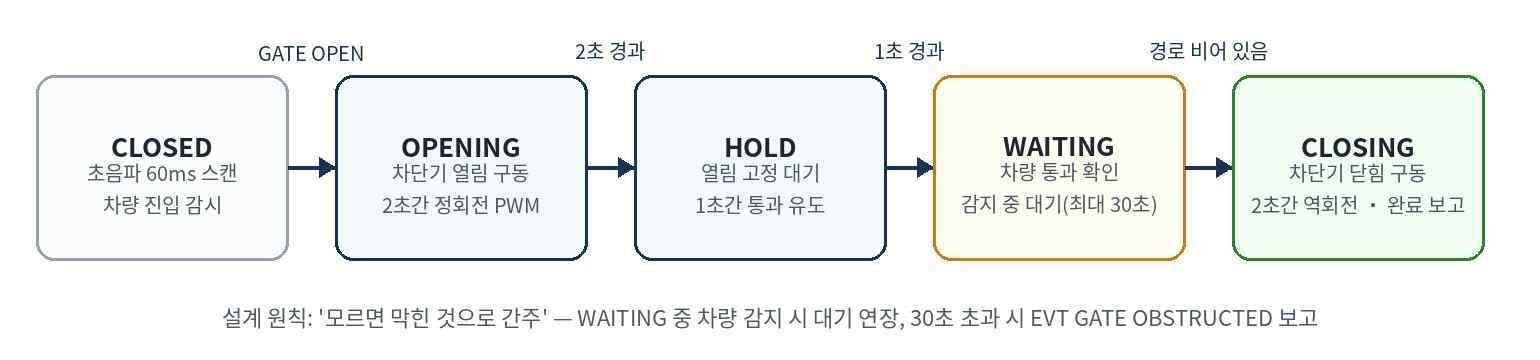 GATE OPEN
2초 경과
1초 경과
경로 비어 있음
CLOSED
초음파 60ms 스캔
차량 진입 감시
OPENING
차단기 열림 구동
2초간 정회전 PWM
HOLD
열림 고정 대기
1초간 통과 유도
WAITING
차량 통과 확인
감지 중 대기(최대 30초)
CLOSING
차단기 닫힘 구동
2초간 역회전 · 완료 보고
설계 원칙: '모르면 막힌 것으로 간주' — WAITING 중 차량 감지 시 대기 연장, 30초 초과 시 EVT GATE OBSTRUCTED 보고